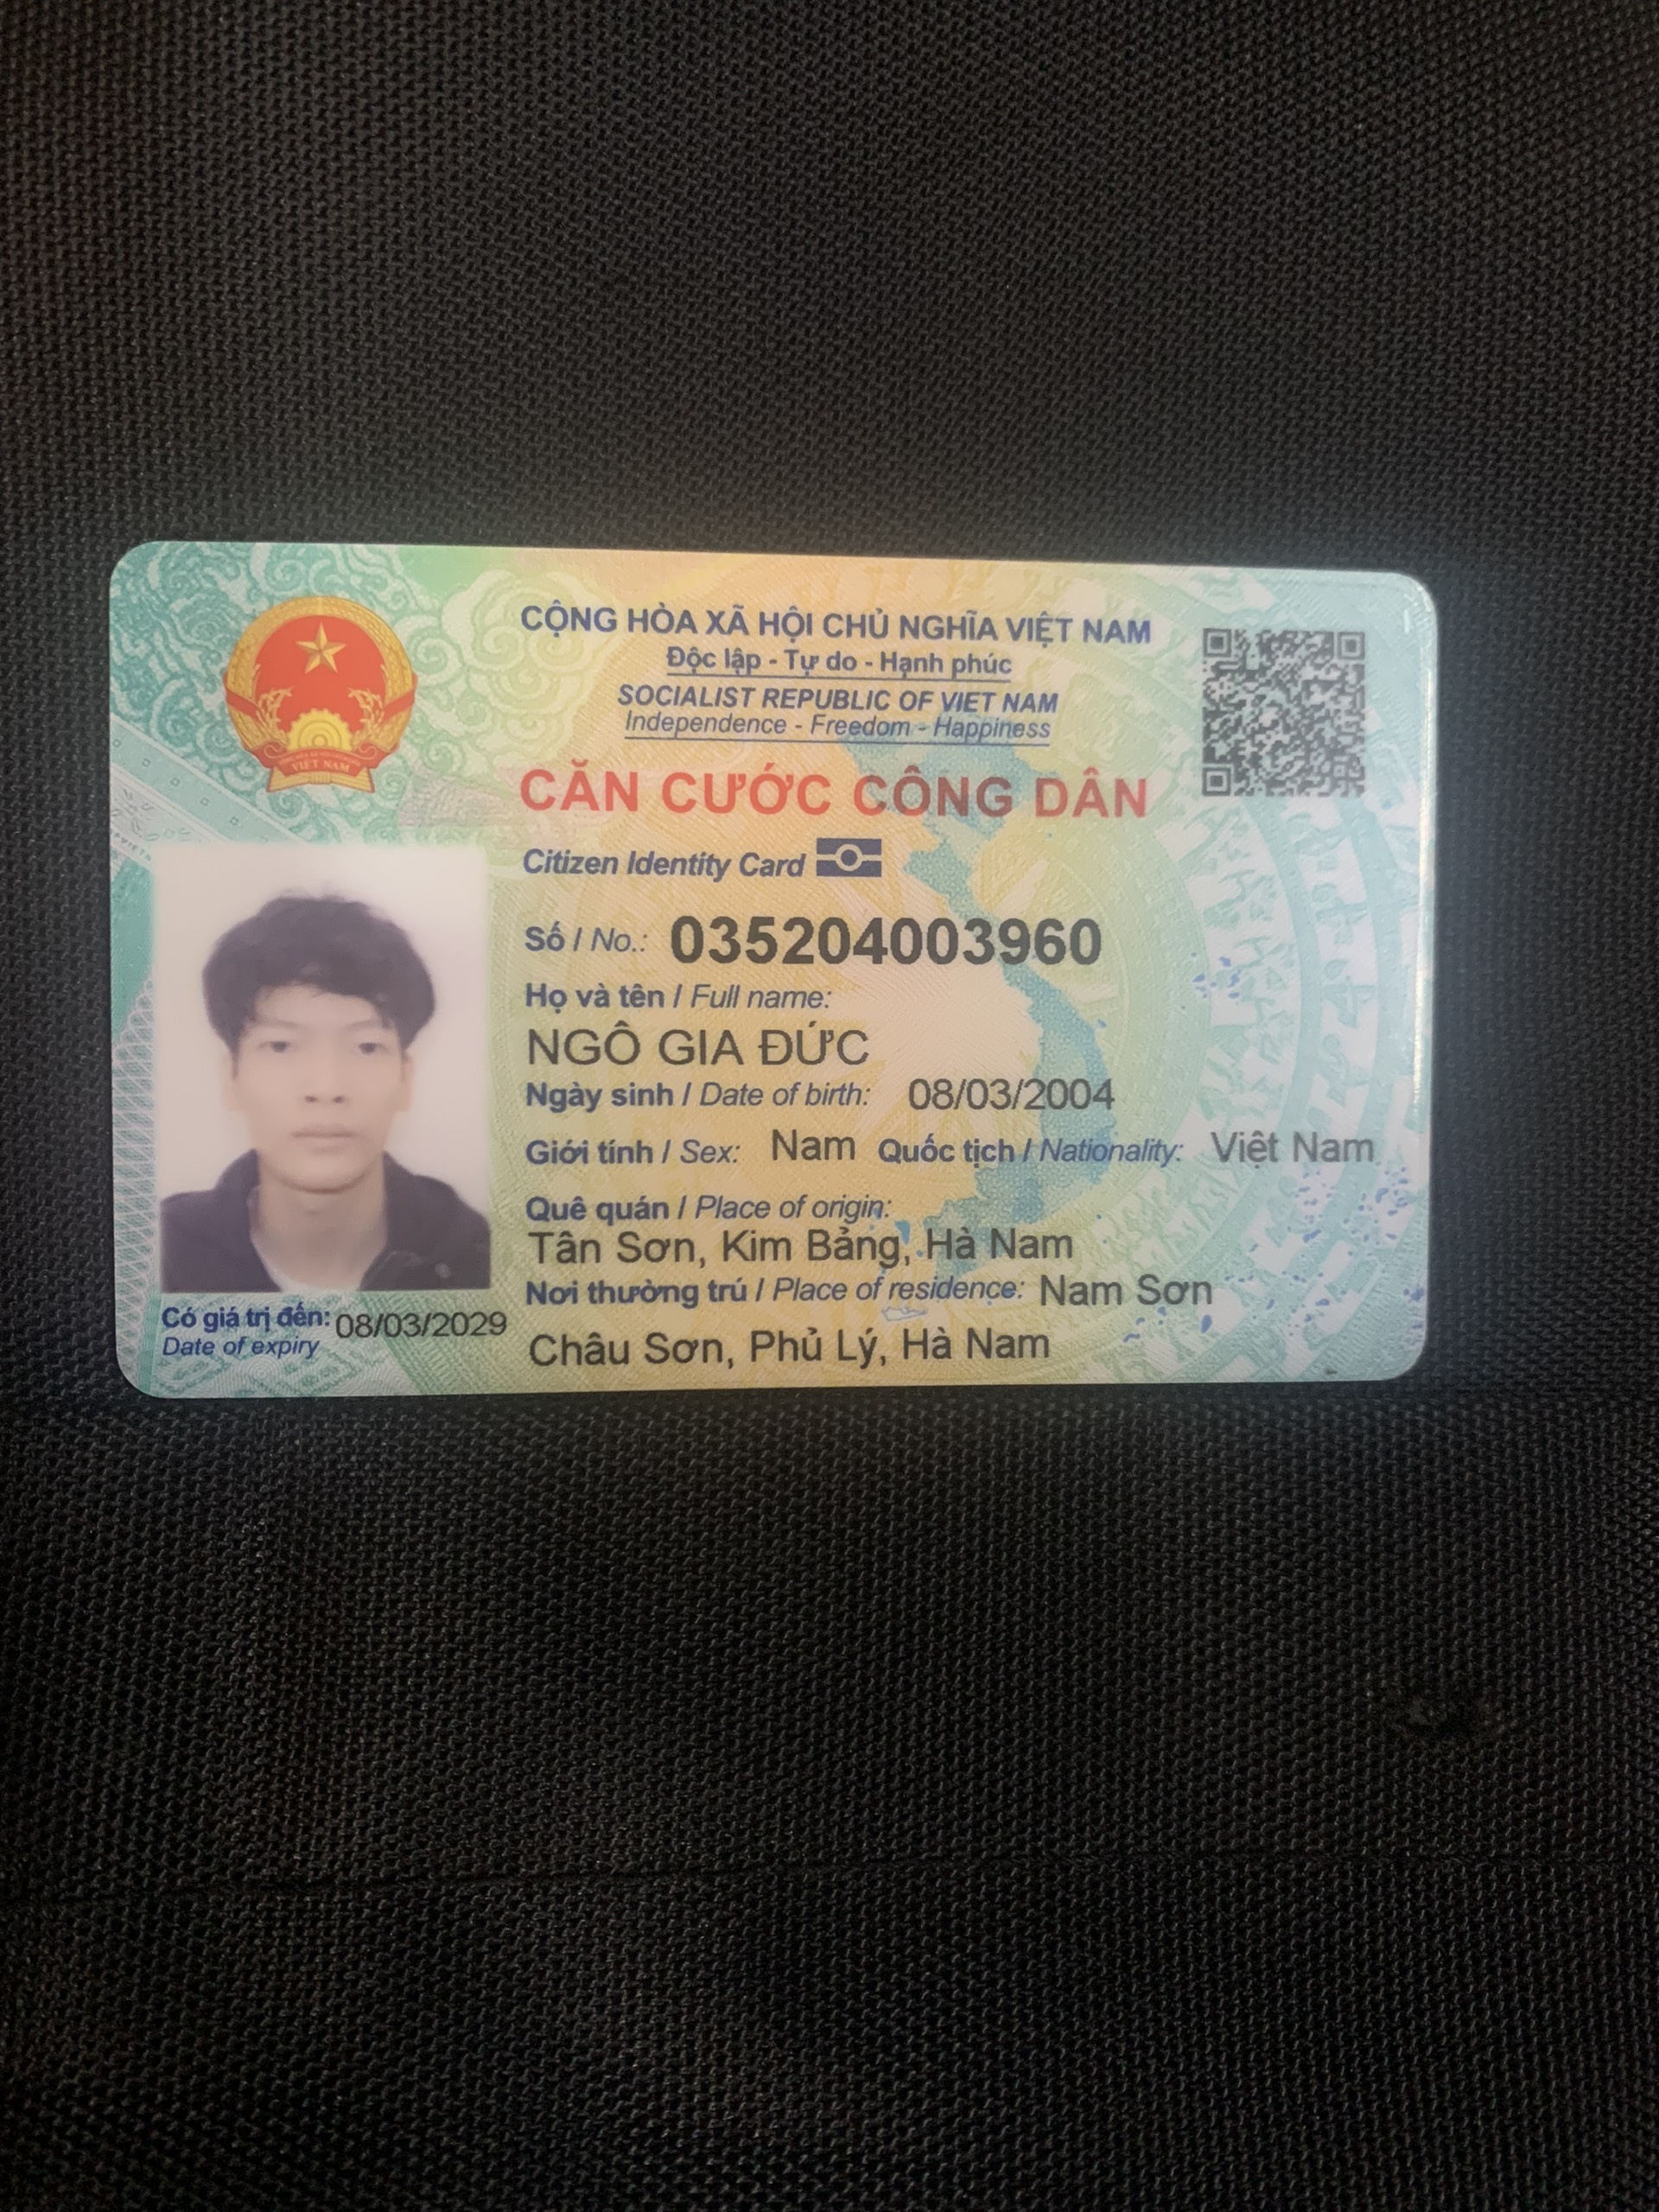 CỘNG HÒA XÃ HỘI CHỦ NGHĨA VIỆT NAM
Độc lập - Tự do - Hạnh phúc
SOCIALIST REPUBLIC OF VIET NAM
Independence - Freedom - Happiness
CĂN CƯỚC CÔNG DÂN
Citizen Identity Card
VIỆT NAM
Số / No.: 035204003960
Họ và tên / Full name:
NGÔ GIA ĐỨC
Ngày sinh / Date of birth: 08/03/2004
Giới tính / Sex: Nam Quốc tịch / Nationality: Việt Nam
Quê quán / Place of origin:
Tân Sơn, Kim Bảng, Hà Nam
Nơi thường trú / Place of residence: Nam Sơn
Châu Sơn, Phủ Lý, Hà Nam
Có giá trị đến: 08/03/2029
Date of expiry